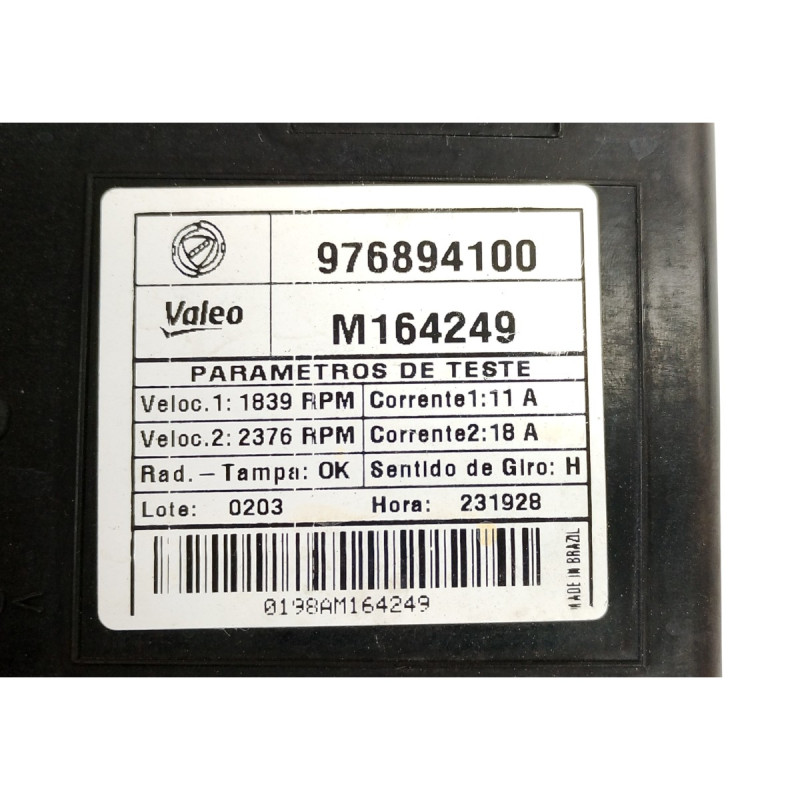 976894100
Valeo
M164249
PARAMETROS DE TESTE
Veloc.1: 1839 RPM Corrente1:11 A
Veloc.2: 2376 RPM Corrente2:18 A
Rad.-Tampa: OK Sentido de Giro: H
Lote: 0203 Hora: 231928
0198AM164249
MADE IN BRAZIL